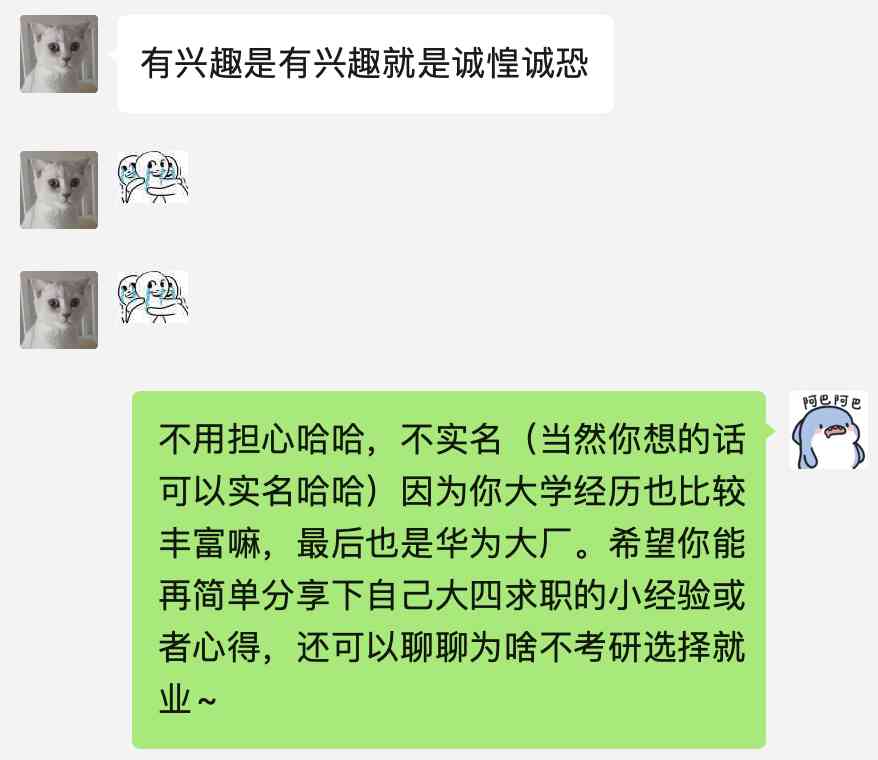 有兴趣是有兴趣就是诚惶诚恐
阿巴阿巴
不用担心哈哈，不实名（当然你想的话
可以实名哈哈）因为你大学经历也比较
丰富嘛，最后也是华为大厂。希望你能
再简单分享下自己大四求职的小经验或
者心得，还可以聊聊为啥不考研选择就
业～